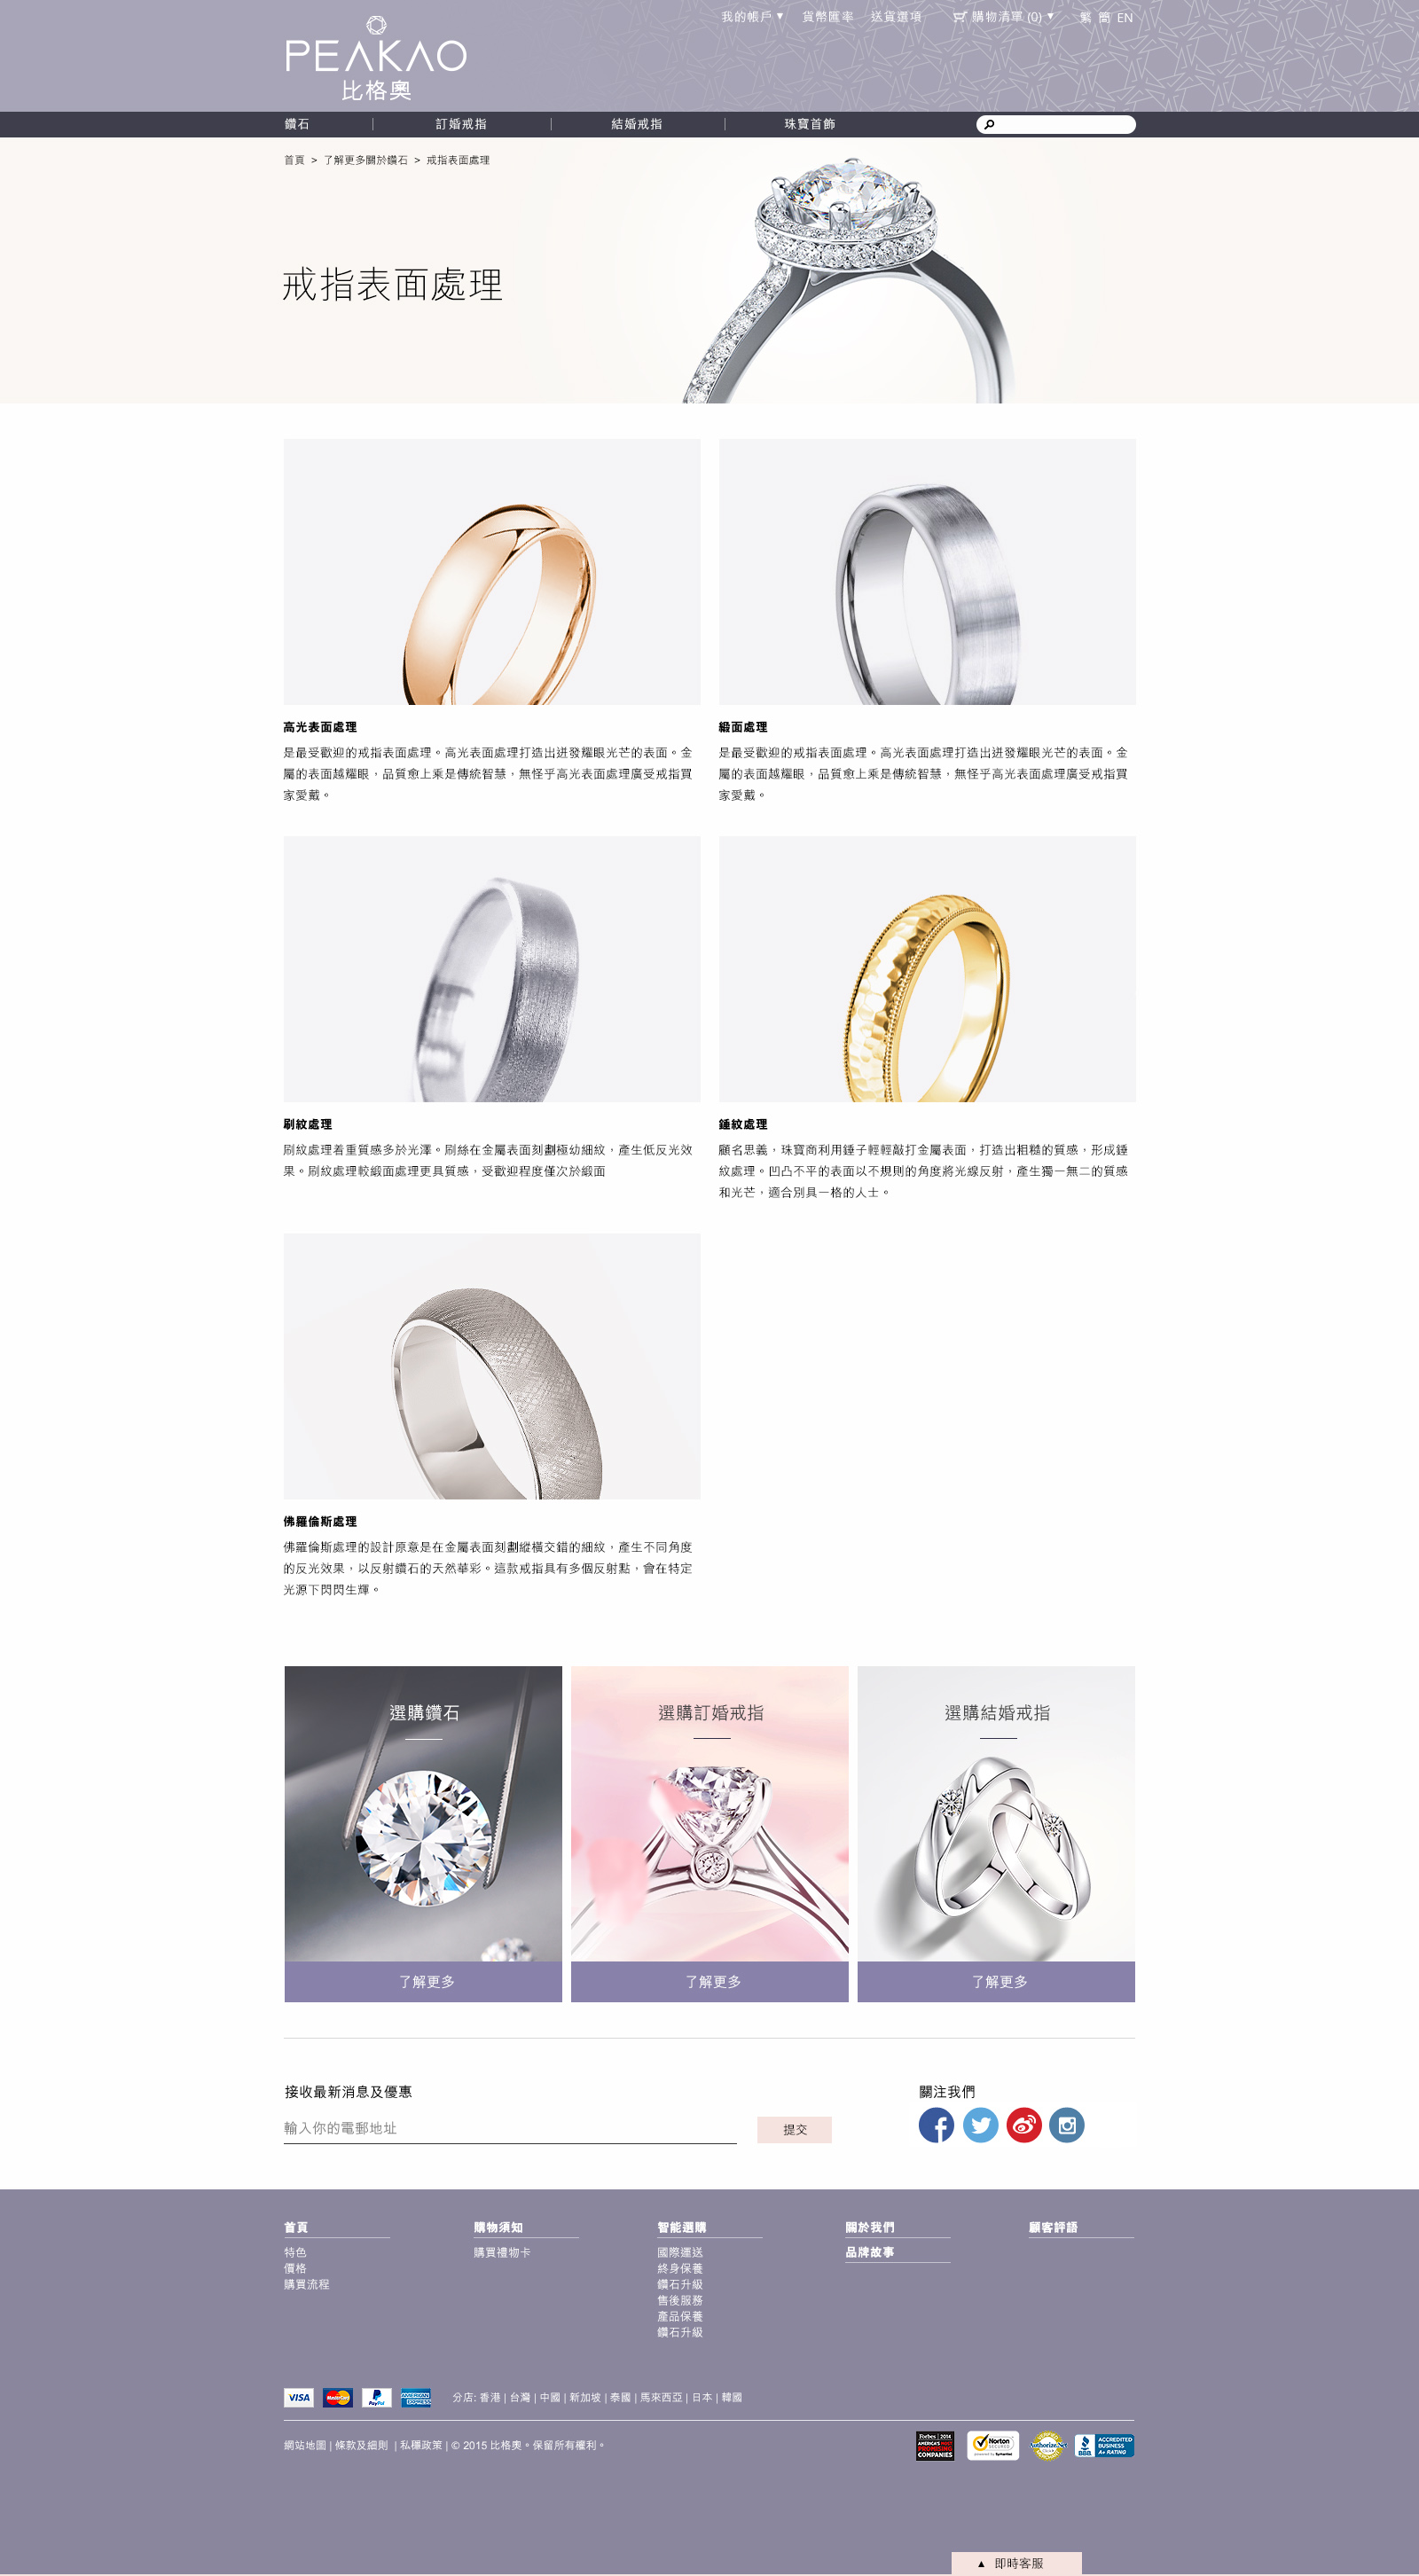 我的帳戶 ▼ 貨幣匯率 送貨選項 購物清單 (0) ▼ 繁 簡 EN
PEAKAO
比格奧
鑽石 | 訂婚戒指 | 結婚戒指 | 珠寶首飾
首頁 > 了解更多關於鑽石 > 戒指表面處理
戒指表面處理
高光表面處理
是最受歡迎的戒指表面處理。高光表面處理打造出迸發耀眼光芒的表面。金
屬的表面越耀眼，品質愈上乘是傳統智慧，無怪乎高光表面處理廣受戒指買
家愛戴。
緞面處理
是最受歡迎的戒指表面處理。高光表面處理打造出迸發耀眼光芒的表面。金
屬的表面越耀眼，品質愈上乘是傳統智慧，無怪乎高光表面處理廣受戒指買
家愛戴。
刷紋處理
刷紋處理着重質感多於光澤。刷絲在金屬表面刻劃極幼細紋，產生低反光效
果。刷紋處理較緞面處理更具質感，受歡迎程度僅次於緞面
錘紋處理
顧名思義，珠寶商利用錘子輕輕敲打金屬表面，打造出粗糙的質感，形成錘
紋處理。凹凸不平的表面以不規則的角度將光線反射，產生獨一無二的質感
和光芒，適合別具一格的人士。
佛羅倫斯處理
佛羅倫斯處理的設計原意是在金屬表面刻劃縱橫交錯的細紋，產生不同角度
的反光效果，以反射鑽石的天然華彩。這款戒指具有多個反射點，會在特定
光源下閃閃生輝。
選購鑽石
了解更多
選購訂婚戒指
了解更多
選購結婚戒指
了解更多
接收最新消息及優惠
輸入你的電郵地址
提交
關注我們
首頁
特色
價格
購買流程
購物須知
購買禮物卡
智能選購
國際運送
終身保養
鑽石升級
售後服務
產品保養
鑽石升級
關於我們
品牌故事
顧客評語
VISA MasterCard PayPal AMERICAN EXPRESS
分店: 香港 | 台灣 | 中國 | 新加坡 | 泰國 | 馬來西亞 | 日本 | 韓國
網站地圖 | 條款及細則 | 私穩政策 | © 2015 比格奧。保留所有權利。
Forbes 2014
AMERICA'S MOST
PROMISING
COMPANIES
Norton
SECURED
powered by Symantec
Authorize.Net
BBB
ACCREDITED
BUSINESS
A+ RATING
▲ 即時客服